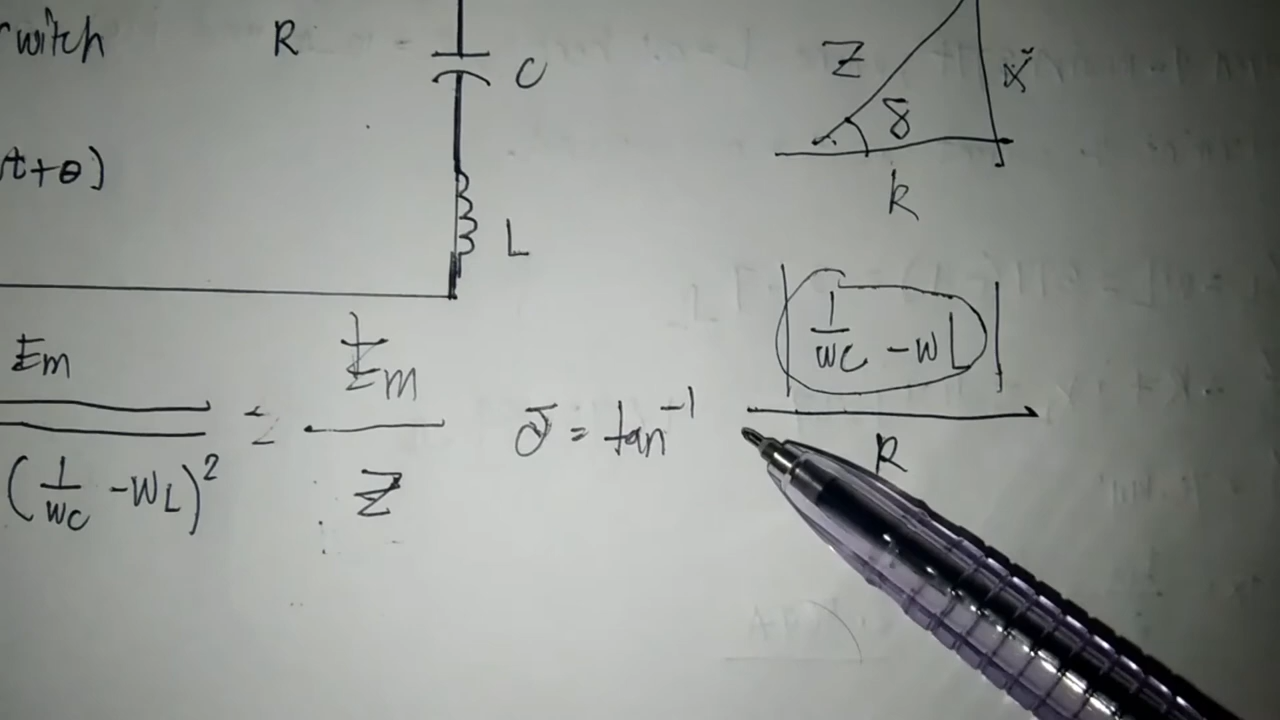 witch R
C
Z
X
δ
t+θ)
R
L
Em / (1/wc - wL)² = Em / Z
δ = tan⁻¹ |1/wc - wL| / R